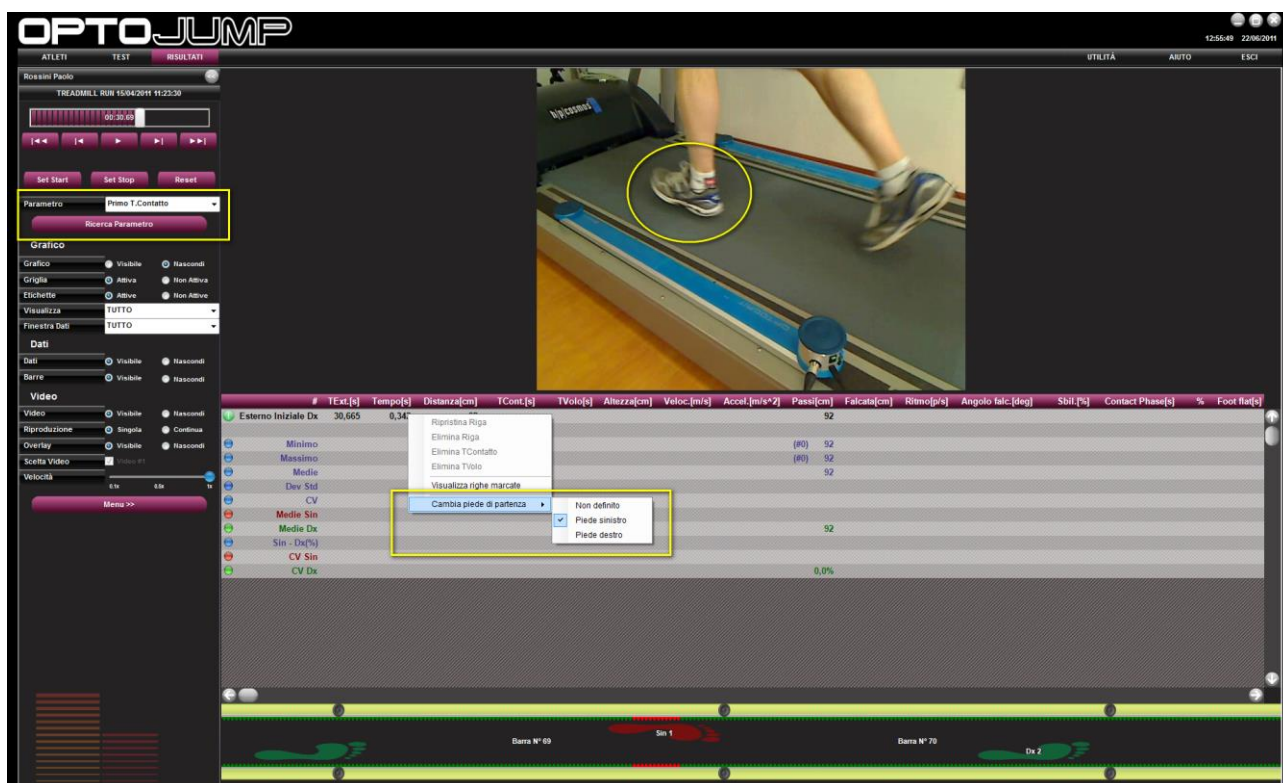 OPTOJUMP
12:55:49 22/06/2011
ATLETI TEST RISULTATI UTILITÀ AIUTO ESCI
Rossini Paolo
TREADMILL RUN 15/04/2011 11:23:30
00:30.69
|◄◄ |◄ ► ►| ►►|
Set Start Set Stop Reset
Parametro Primo T.Contatto
Ricerca Parametro
Grafico
Grafico Visibile Nascondi
Griglia Attiva Non Attiva
Etichette Attive Non Attive
Visualizza TUTTO
Finestra Dati TUTTO
Dati
Dati Visibile Nascondi
Barre Visibile Nascondi
Video
Video Visibile Nascondi
Riproduzione Singola Continua
Overlay Visibile Nascondi
Scelta Video Video #1
Velocità
0.1x 0.5x 1x
Menu >>
h/p/cosmos
# TExt.[s] Tempo[s] Distanza[cm] TCont.[s] TVolo[s] Altezza[cm] Veloc.[m/s] Accel.[m/s^2] Passi[cm] Falcata[cm] Ritmo[p/s] Angolo falc.[deg] Sbil.[%] Contact Phase[s] % Foot flat[s]
Esterno Iniziale Dx 30,665 92
Minimo (#0) 92
Massimo (#0) 92
Medie 92
Dev Std
CV
Medie Sin
Medie Dx 92
Sin - Dx(%)
CV Sin
CV Dx 0,0%
Ripristina Riga
Elimina Riga
Elimina TContatto
Elimina TVolo
Visualizza righe marcate
Cambia piede di partenza
Non definito
Piede sinistro
Piede destro
Barra N° 69 Sin 1 Barra N° 70 Dx 2